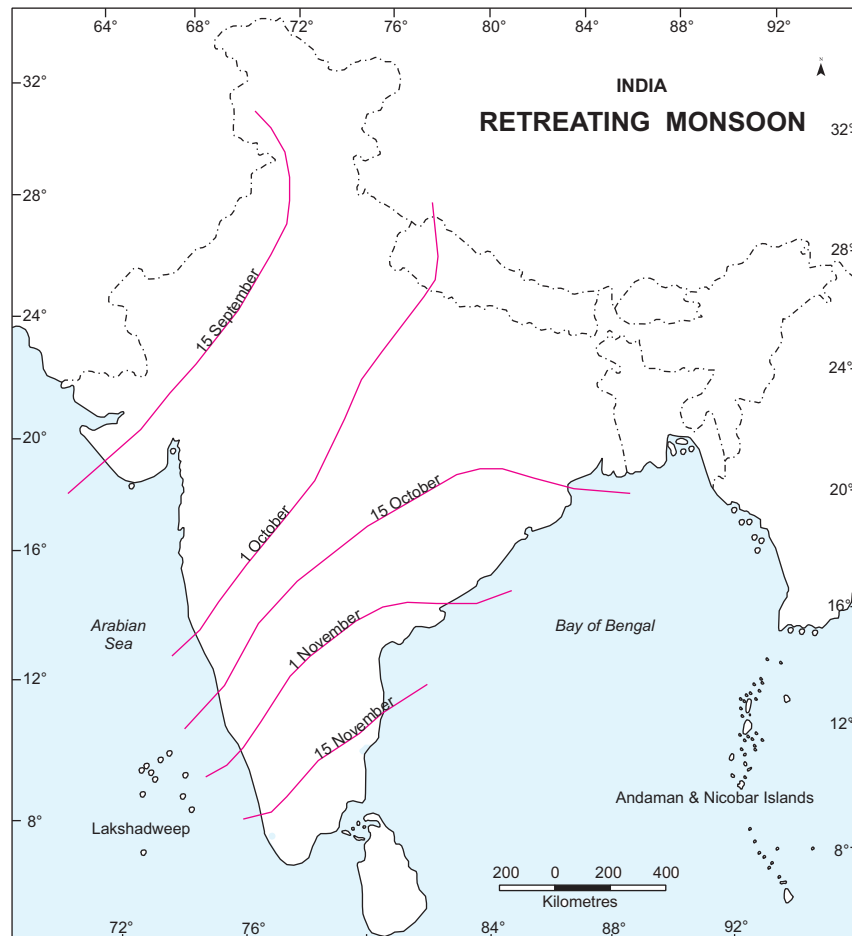 64° 68° 72° 76° 80° 84° 88° 92°
N
INDIA
RETREATING MONSOON
32° 32°
28° 28°
24° 24°
20° 20°
16° 16°
12° 12°
8° 8°
15 September
1 October
15 October
1 November
15 November
Arabian
Sea
Bay of Bengal
Lakshadweep
Andaman & Nicobar Islands
200 0 200 400
Kilometres
72° 76° 84° 88° 92°